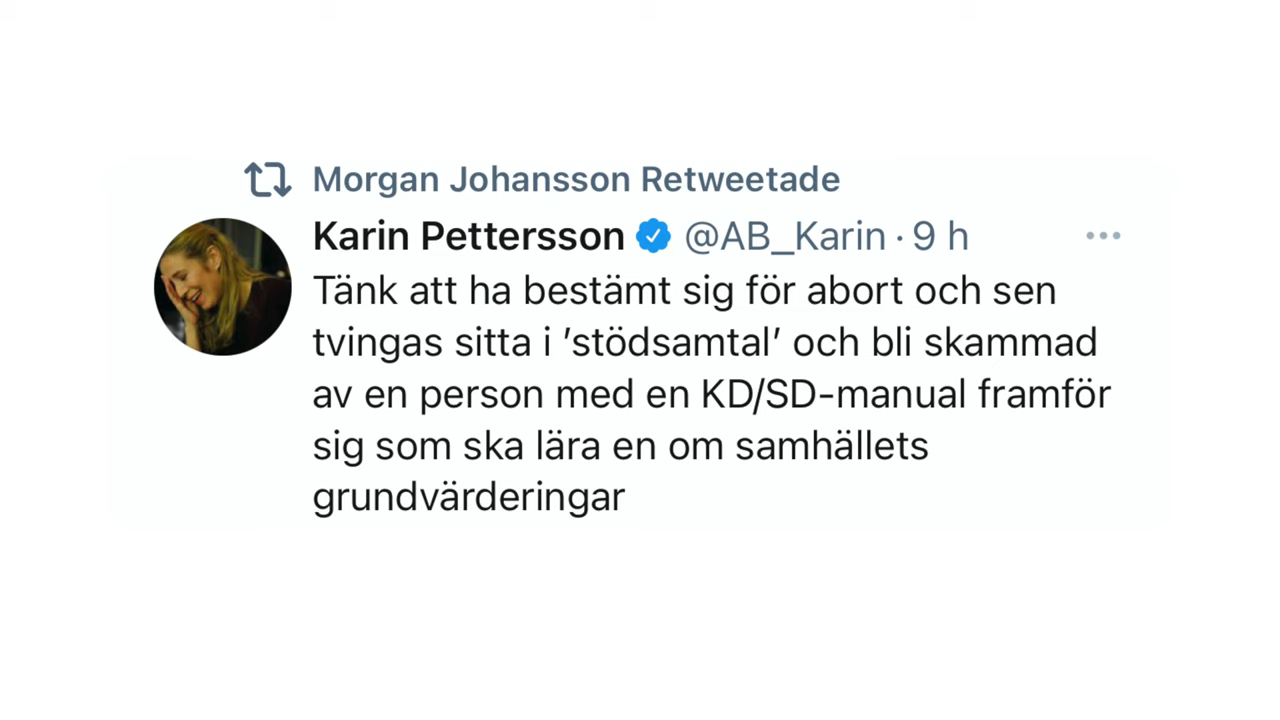 Morgan Johansson Retweetade
Karin Pettersson @AB_Karin · 9 h
Tänk att ha bestämt sig för abort och sen
tvingas sitta i ’stödsamtal’ och bli skammad
av en person med en KD/SD-manual framför
sig som ska lära en om samhällets
grundvärderingar